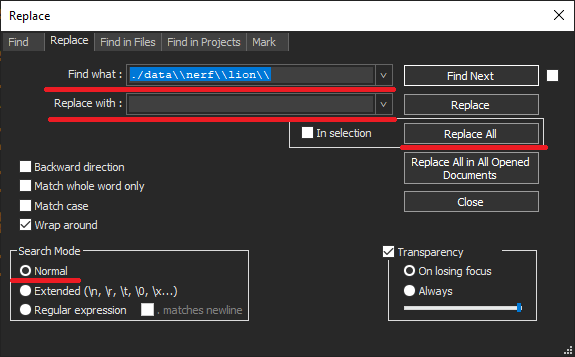 Replace
Find Replace Find in Files Find in Projects Mark
Find what : ./data\\nerf\\lion\\ Find Next
Replace with : Replace
In selection Replace All
Replace All in All Opened
Documents
Close
Backward direction
Match whole word only
Match case
Wrap around
Search Mode
Normal
Extended (\n, \r, \t, \0, \x...)
Regular expression . matches newline
Transparency
On losing focus
Always